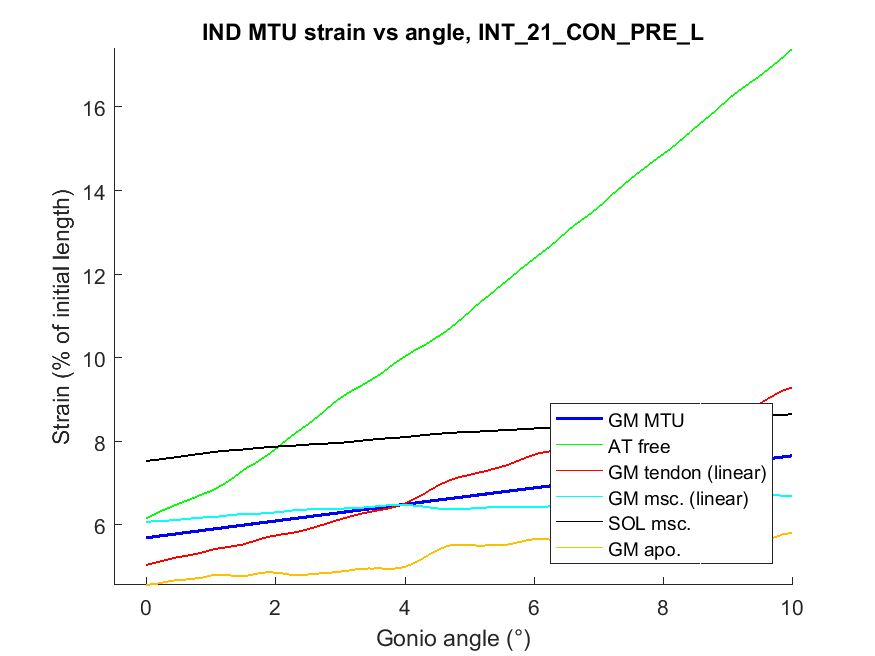 IND MTU strain vs angle, INT_21_CON_PRE_L
Strain (% of initial length)
16
14
12
10
8
6
0
2
4
6
8
10
Gonio angle (°)
GM MTU
AT free
GM tendon (linear)
GM msc. (linear)
SOL msc.
GM apo.